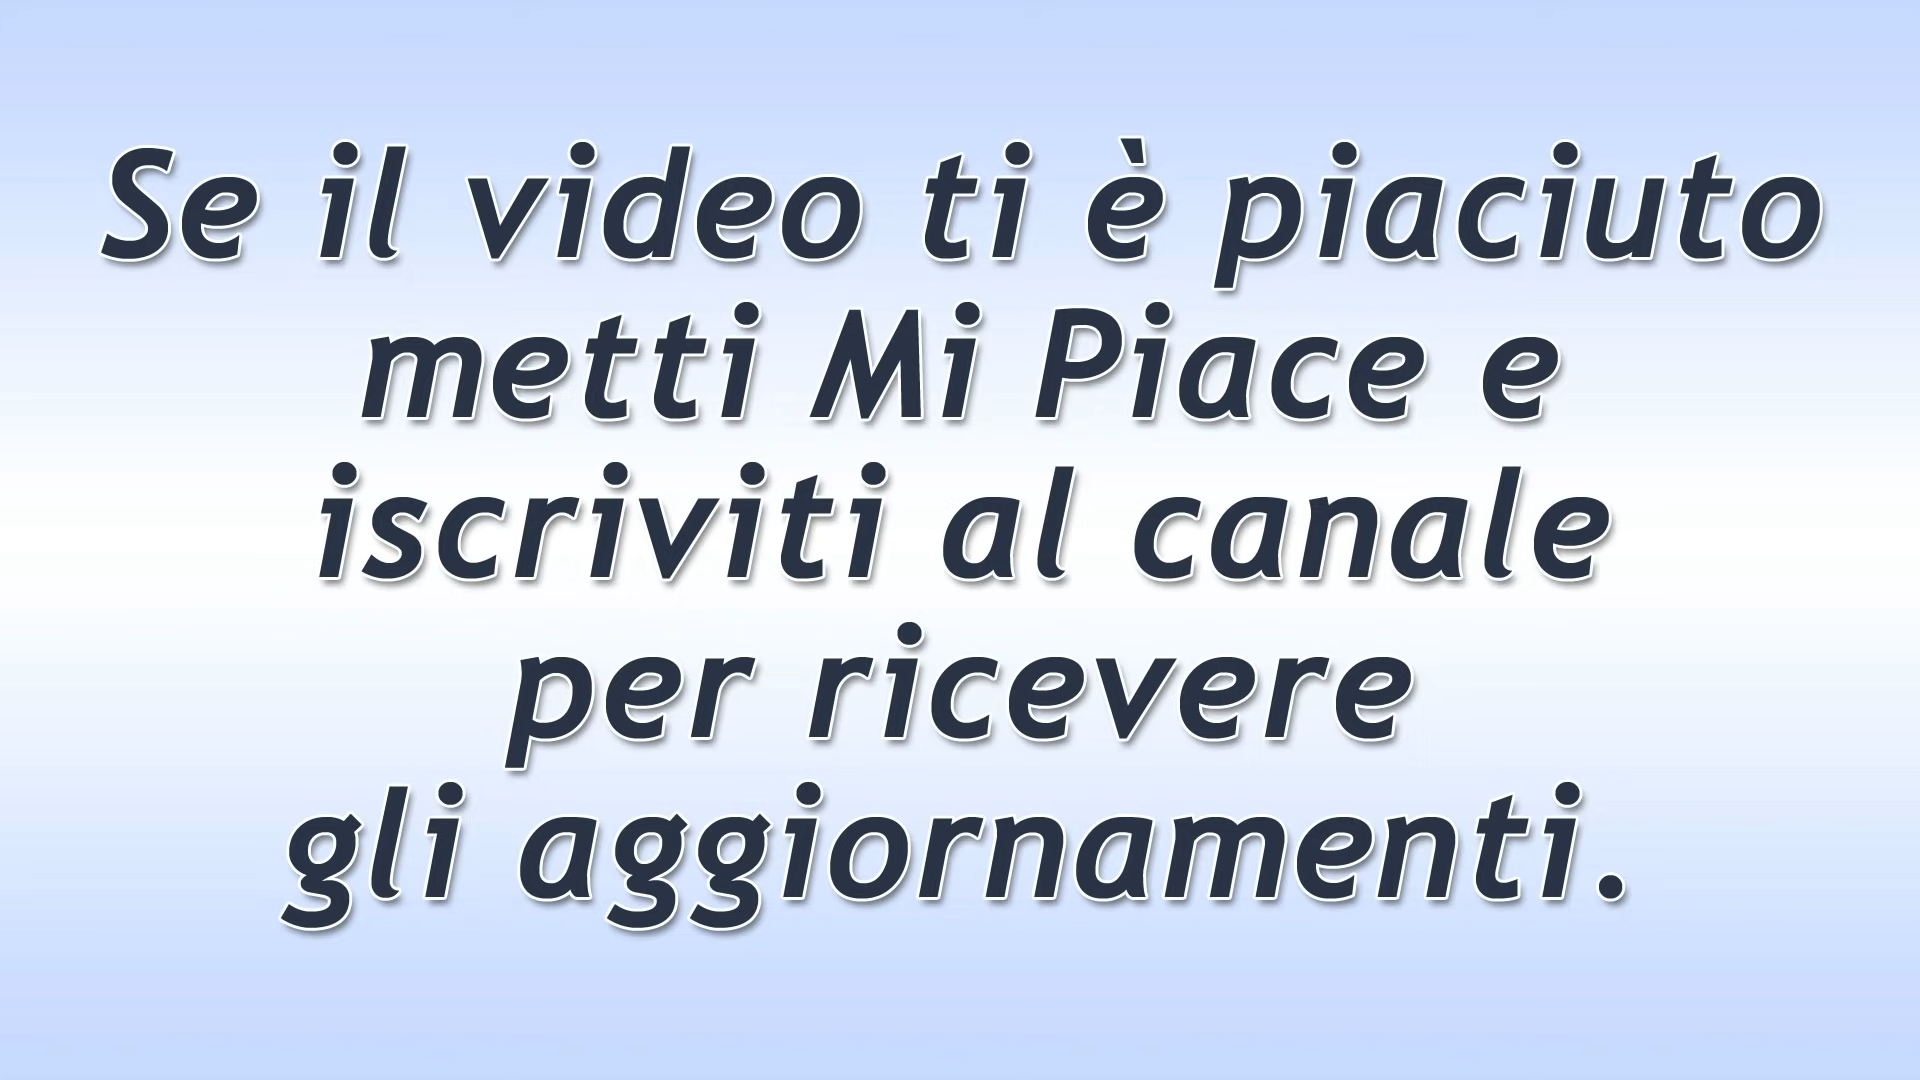 Se il video ti è piaciuto
metti Mi Piace e
iscriviti al canale
per ricevere
gli aggiornamenti.